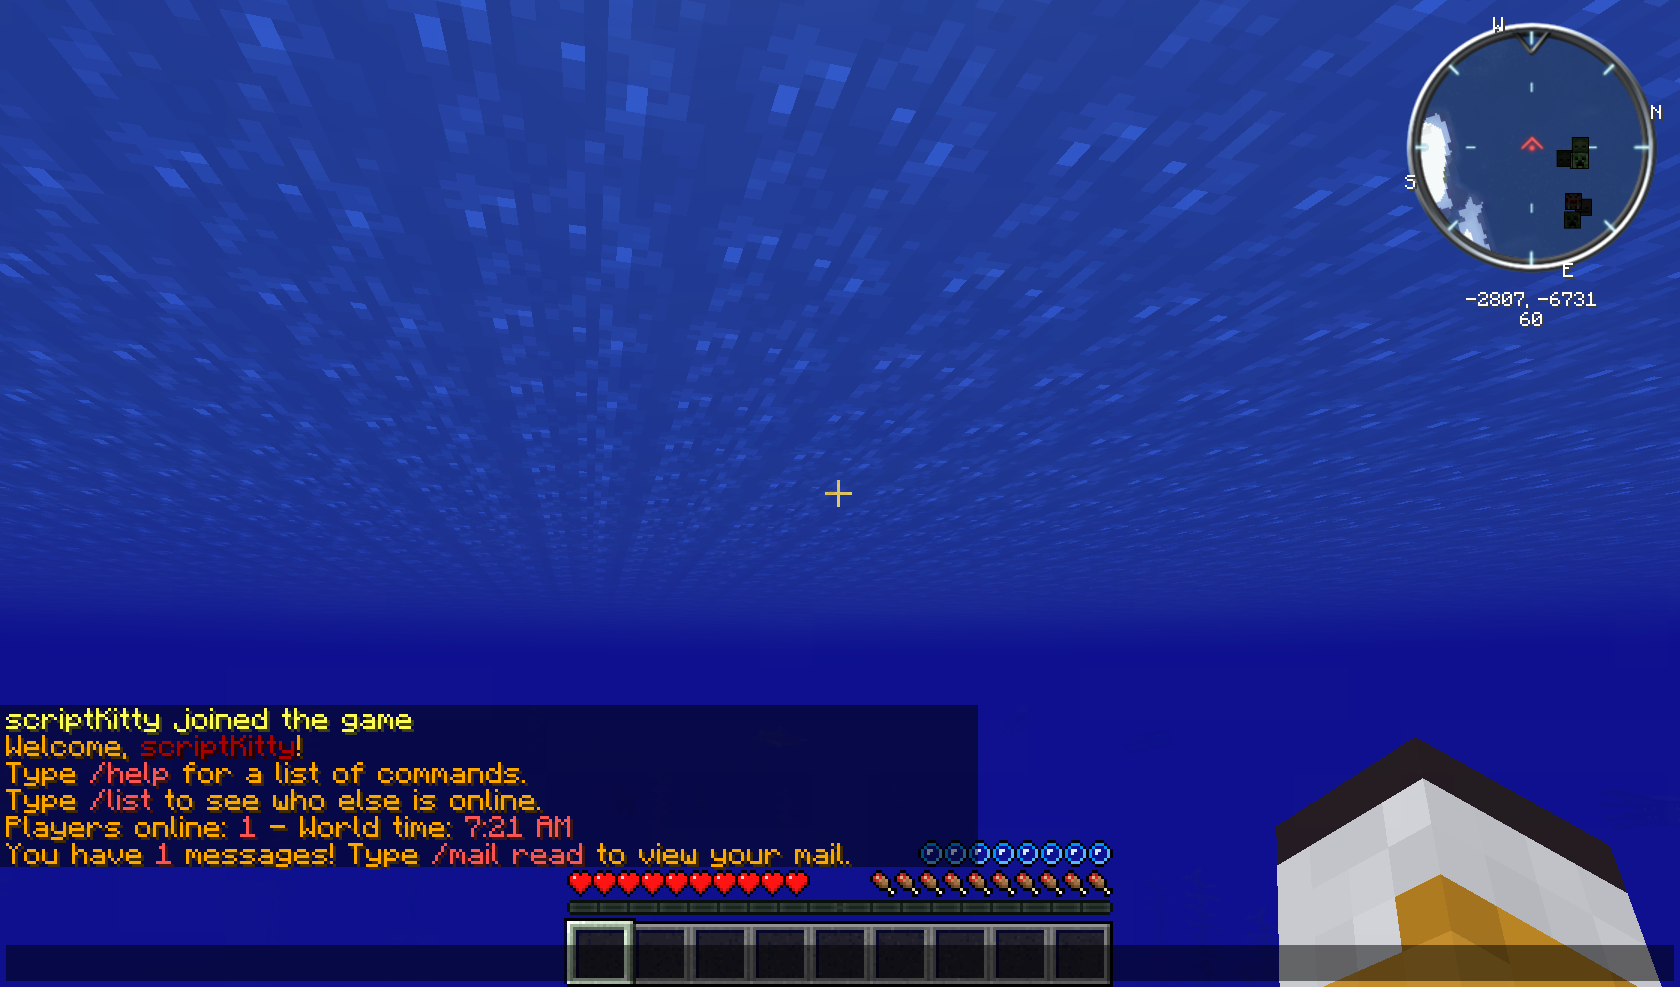 W
N
S
E
-2807, -6731
60
scriptKitty joined the game
Welcome, scriptKitty!
Type /help for a list of commands.
Type /list to see who else is online.
Players online: 1 - World time: 7:21 AM
You have 1 messages! Type /mail read to view your mail.